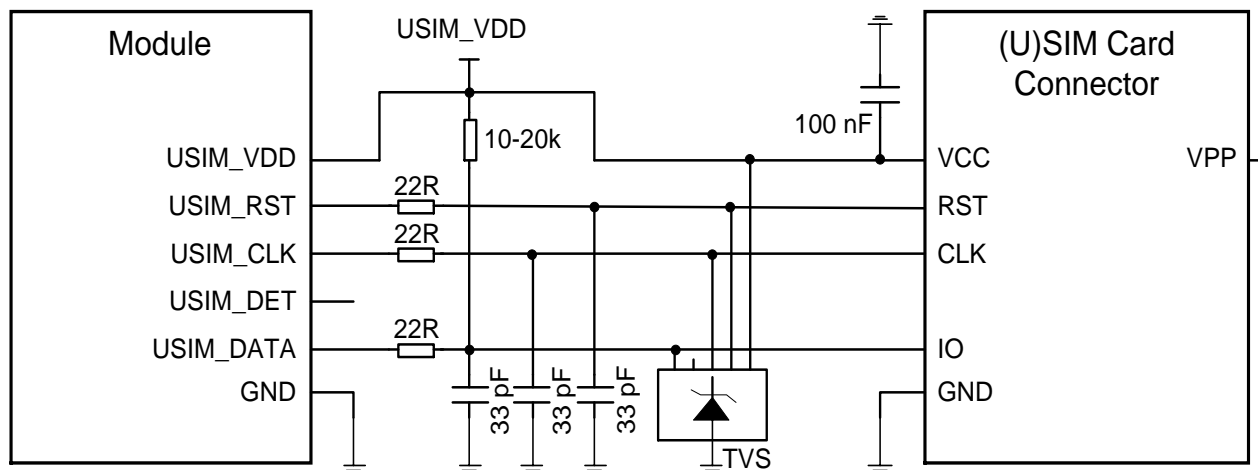 Module
USIM_VDD
(U)SIM Card
Connector
10-20k
100 nF
USIM_VDD
VCC
VPP
22R
USIM_RST
RST
22R
USIM_CLK
CLK
USIM_DET
22R
USIM_DATA
IO
GND
33 pF
33 pF
33 pF
GND
TVS